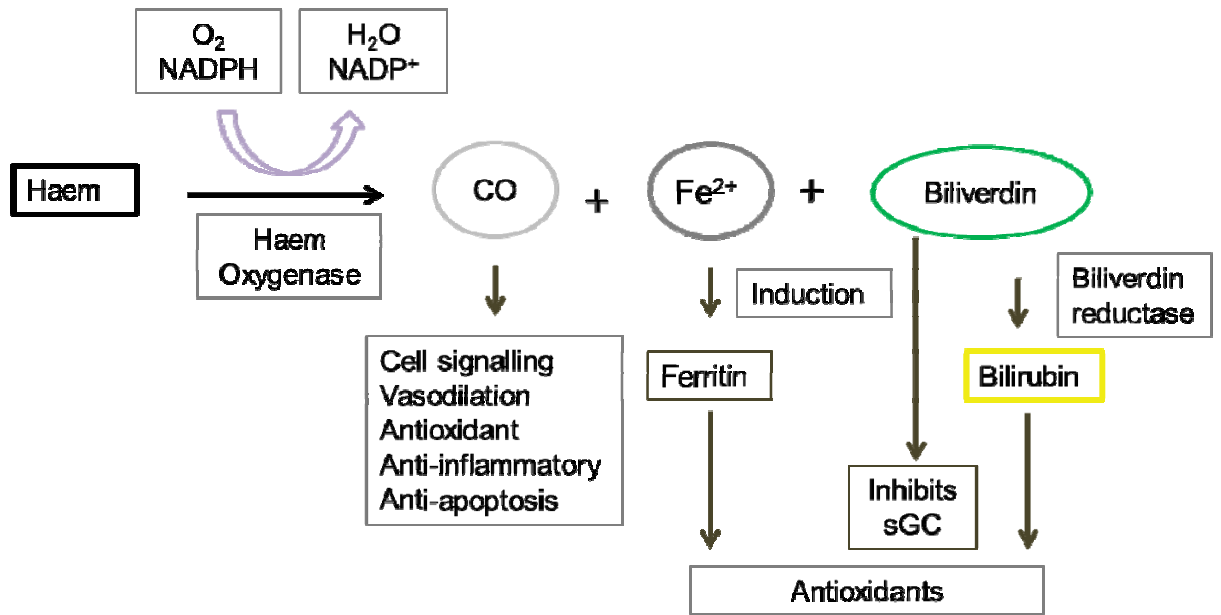 O₂
NADPH
H₂O
NADP⁺
Haem
Haem
Oxygenase
CO
+
Fe²⁺
+
Biliverdin
Induction
Biliverdin
reductase
Cell signalling
Vasodilation
Antioxidant
Anti-inflammatory
Anti-apoptosis
Ferritin
Bilirubin
Inhibits
sGC
Antioxidants